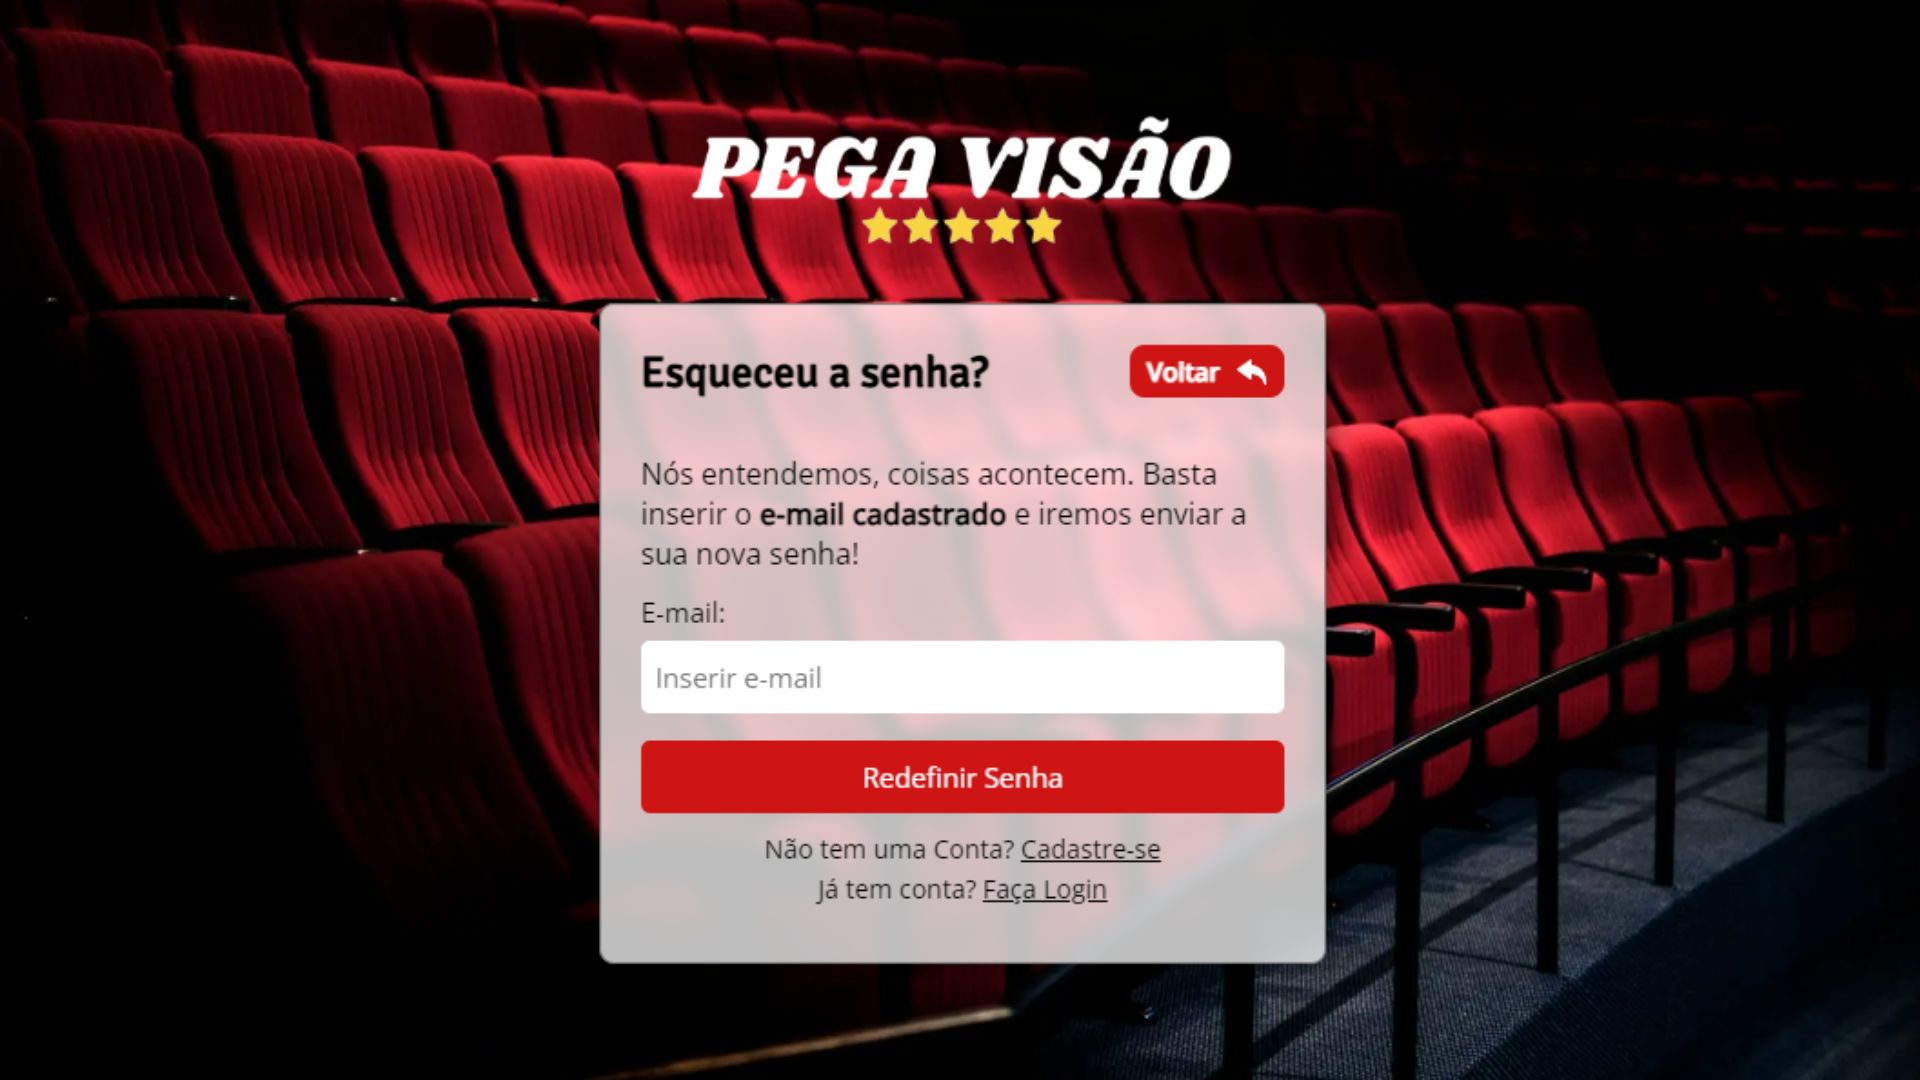 PEGA VISÃO
Esqueceu a senha?
Voltar
Nós entendemos, coisas acontecem. Basta
inserir o e-mail cadastrado e iremos enviar a
sua nova senha!
E-mail:
Inserir e-mail
Redefinir Senha
Não tem uma Conta? Cadastre-se
Já tem conta? Faça Login